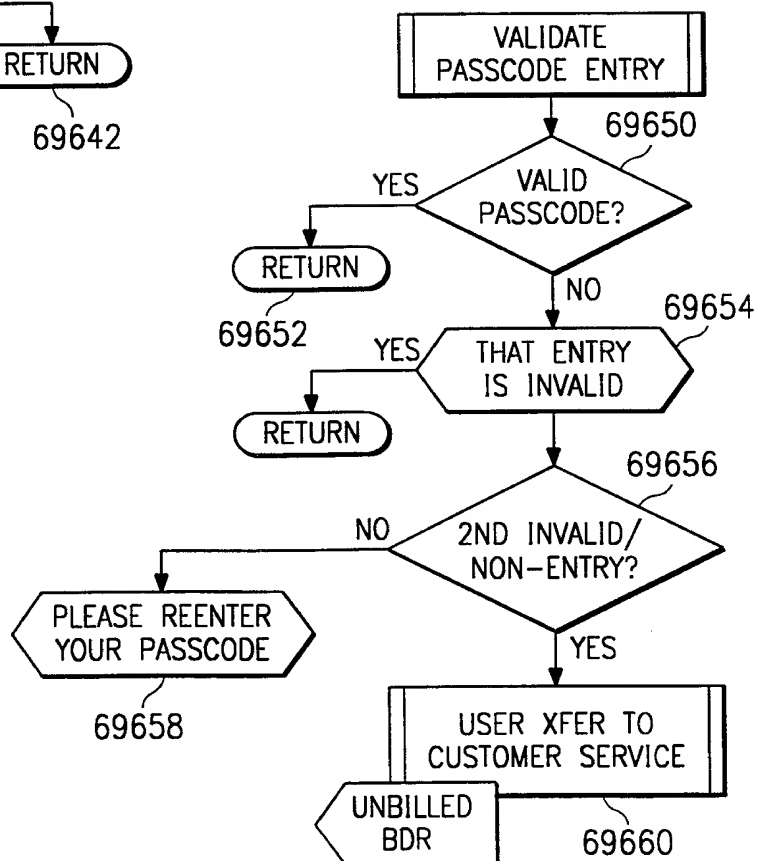 RETURN
69642
VALIDATE
PASSCODE ENTRY
69650
YES
VALID
PASSCODE?
RETURN
69652
NO
69654
YES
THAT ENTRY
IS INVALID
RETURN
69656
NO
2ND INVALID/
NON-ENTRY?
PLEASE REENTER
YOUR PASSCODE
69658
YES
USER XFER TO
CUSTOMER SERVICE
UNBILLED
BDR
69660